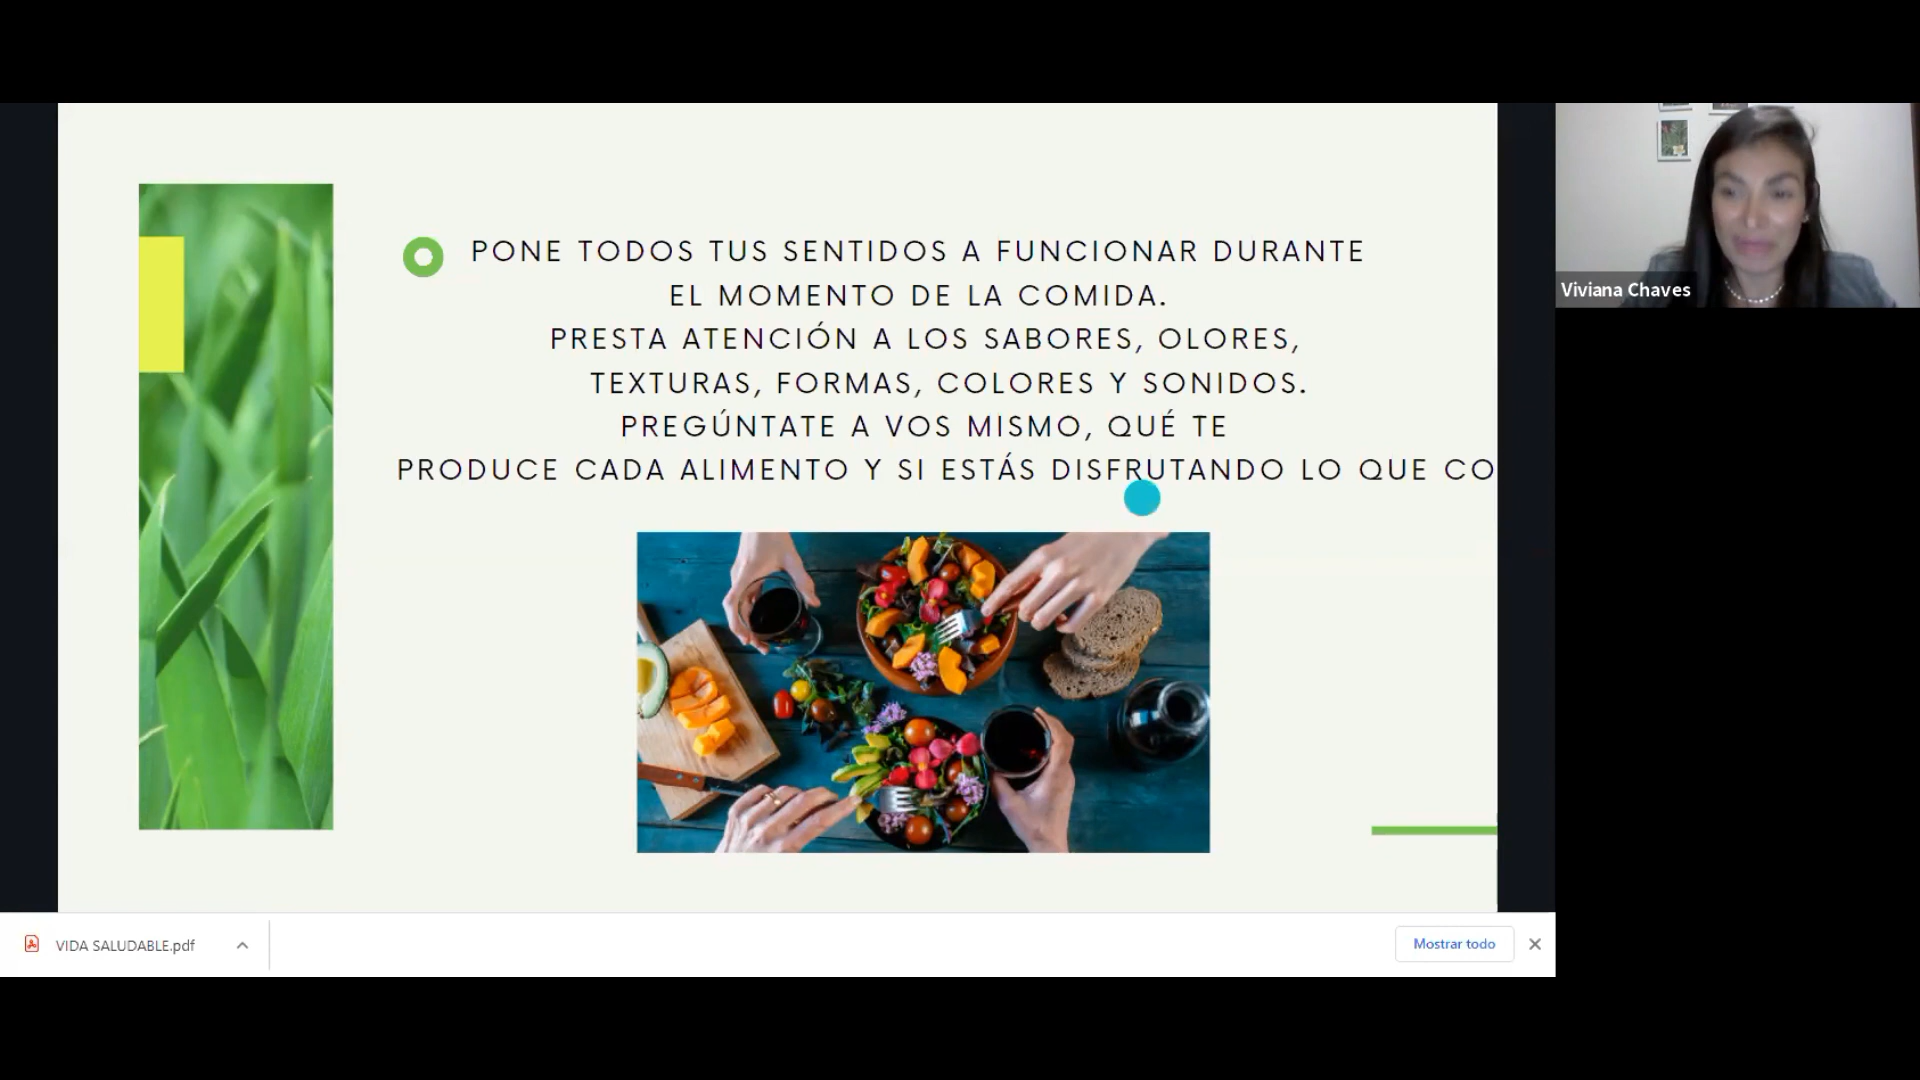 PONE TODOS TUS SENTIDOS A FUNCIONAR DURANTE
EL MOMENTO DE LA COMIDA.
PRESTA ATENCIÓN A LOS SABORES, OLORES,
TEXTURAS, FORMAS, COLORES Y SONIDOS.
PREGÚNTATE A VOS MISMO, QUÉ TE
PRODUCE CADA ALIMENTO Y SI ESTÁS DISFRUTANDO LO QUE CO
Viviana Chaves
VIDA SALUDABLE.pdf
Mostrar todo